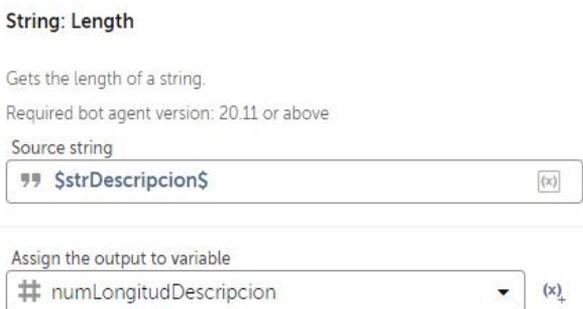 String: Length
Gets the length of a string.
Required bot agent version: 20.11 or above
Source string
$strDescripcion$ (x)
Assign the output to variable
# numLongitudDescripcion (x)+